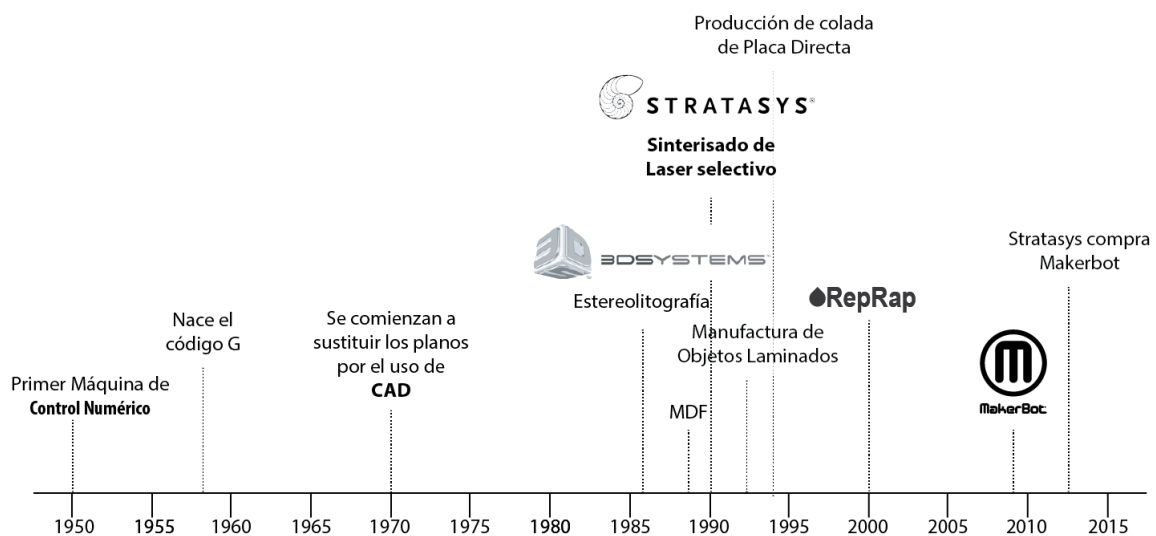 Producción de colada
de Placa Directa
STRATASYS®
Sinterisado de
Laser selectivo
3DSYSTEMS
Estereolitografía
Stratasys compra
Makerbot
RepRap
Nace el
código G
Se comienzan a
sustituir los planos
por el uso de
CAD
Manufactura de
Objetos Laminados
Primer Máquina de
Control Numérico
MDF
MakerBot
1950 1955 1960 1965 1970 1975 1980 1985 1990 1995 2000 2005 2010 2015